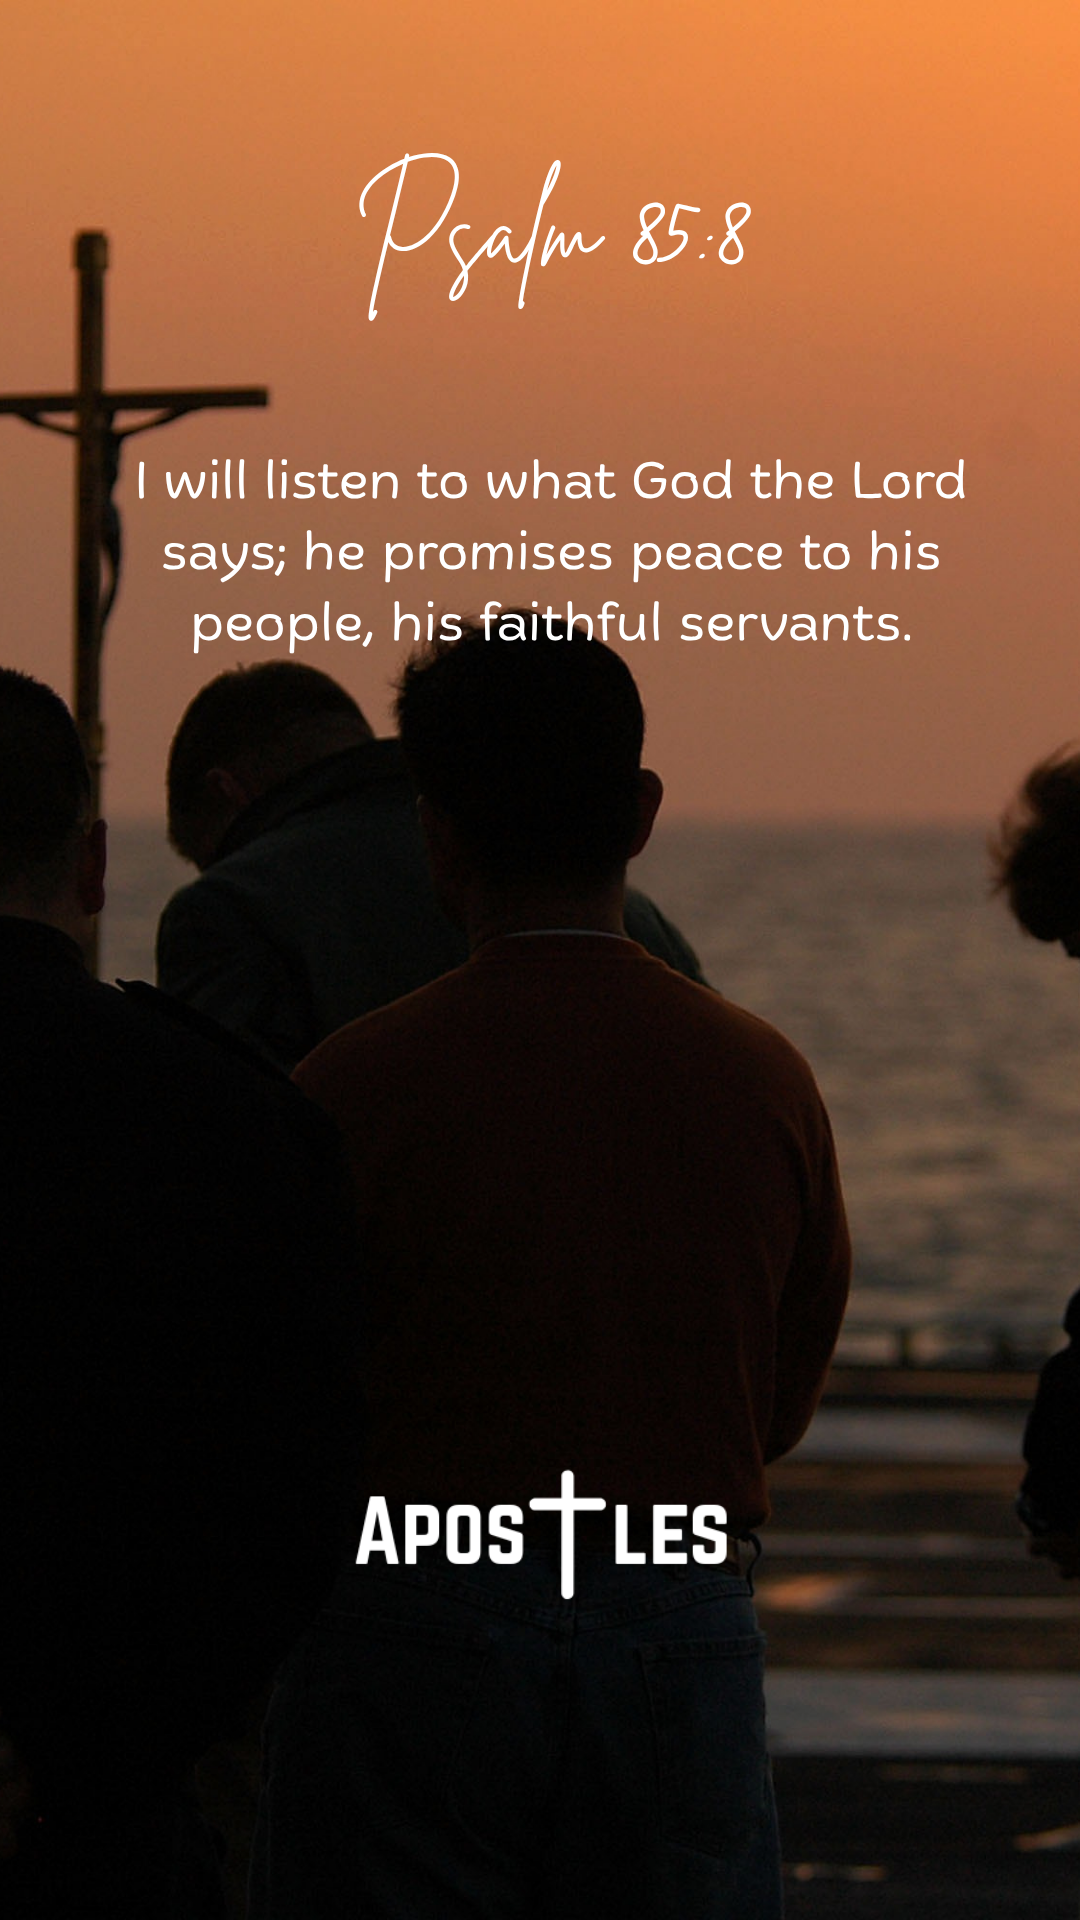 Psalm 85:8
I will listen to what God the Lord
says; he promises peace to his
people, his faithful servants.
APOSTLES